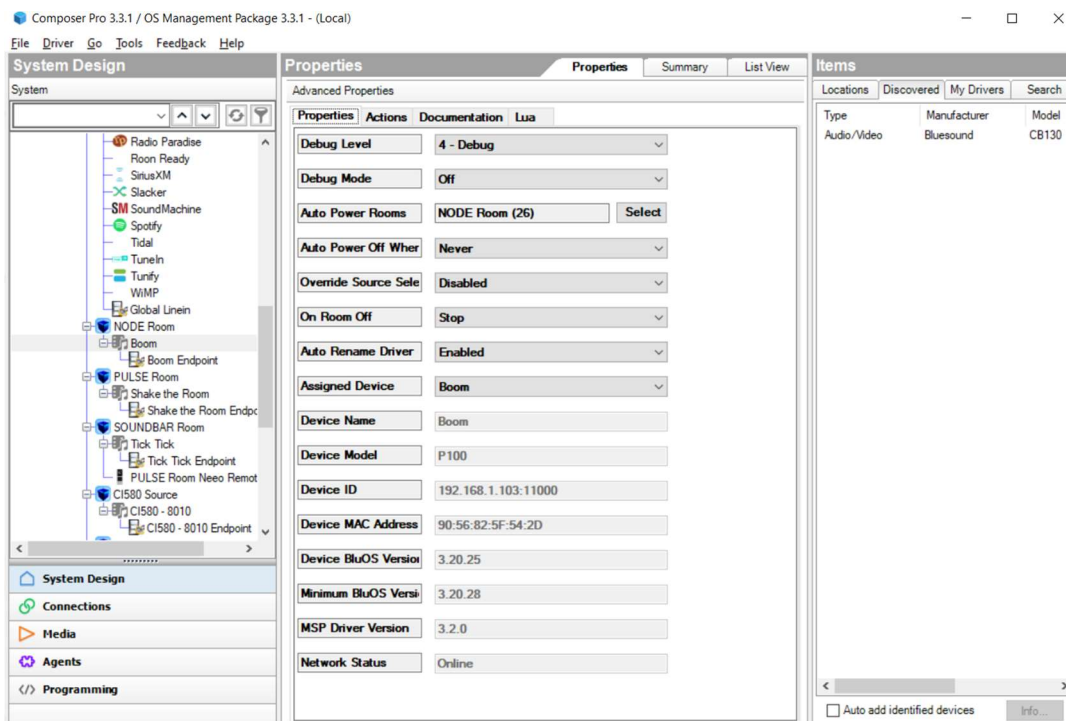 Composer Pro 3.3.1 / OS Management Package 3.3.1 - (Local)
File Driver Go Tools Feedback Help
System Design
System
Radio Paradise
Roon Ready
SiriusXM
Slacker
SM SoundMachine
Spotify
Tidal
TuneIn
Tunify
WiMP
Global Linein
NODE Room
Boom
Boom Endpoint
PULSE Room
Shake the Room
Shake the Room Endpc
SOUNDBAR Room
Tick Tick
Tick Tick Endpoint
PULSE Room Neeo Remot
CI580 Source
CI580 - 8010
CI580 - 8010 Endpoint
System Design
Connections
Media
Agents
Programming
Properties
Properties Summary List View
Advanced Properties
Properties Actions Documentation Lua
Debug Level 4 - Debug
Debug Mode Off
Auto Power Rooms NODE Room (26) Select
Auto Power Off Wher Never
Override Source Sele Disabled
On Room Off Stop
Auto Rename Driver Enabled
Assigned Device Boom
Device Name Boom
Device Model P100
Device ID 192.168.1.103:11000
Device MAC Address 90:56:82:5F:54:2D
Device BluOS Version 3.20.25
Minimum BluOS Versi 3.20.28
MSP Driver Version 3.2.0
Network Status Online
Items
Locations Discovered My Drivers Search
Type Manufacturer Model
Audio/Video Bluesound CB130
Auto add identified devices Info...